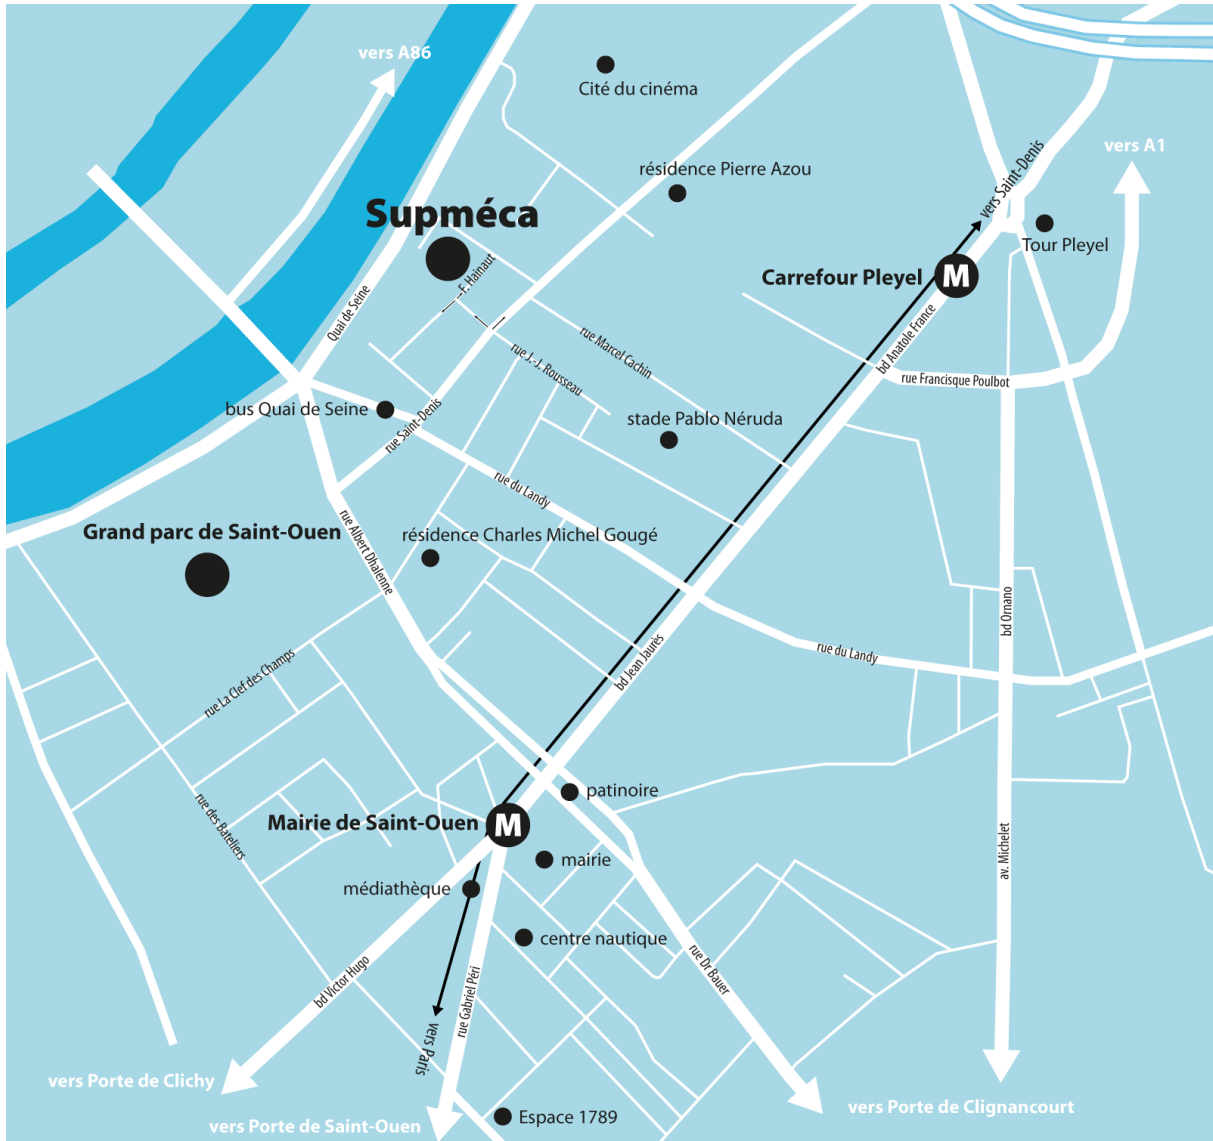 vers A86
Cité du cinéma
vers A1
résidence Pierre Azou
vers Saint-Denis
Supméca
Tour Pleyel
F. Hainaut
Carrefour Pleyel
M
Quai de Seine
rue Marcel Cachin
bd Anatole France
rue J.-J. Rousseau
rue Francisque Poulbot
bus Quai de Seine
rue Saint-Denis
stade Pablo Néruda
rue du Landy
Grand parc de Saint-Ouen
résidence Charles Michel Gougé
rue Albert Dhalenne
bd Ornano
rue du Landy
bd Jean Jaurès
rue La Clef des Champs
patinoire
rue des Bateliers
Mairie de Saint-Ouen
M
mairie
av. Michelet
médiathèque
centre nautique
rue Dr Bauer
bd Victor Hugo
rue Gabriel Péri
vers Paris
vers Porte de Clichy
vers Porte de Clignancourt
Espace 1789
vers Porte de Saint-Ouen